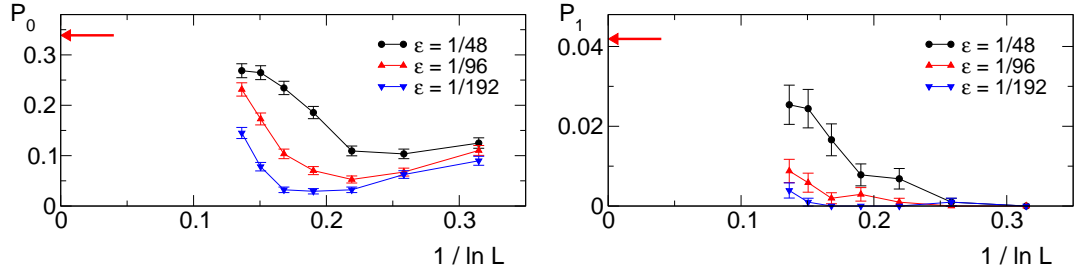 P0
0.3
0.2
0.1
0
ε = 1/48
ε = 1/96
ε = 1/192
0 0.1 0.2 0.3
1 / ln L
P1
0.04
0.02
0
ε = 1/48
ε = 1/96
ε = 1/192
0 0.1 0.2 0.3
1 / ln L